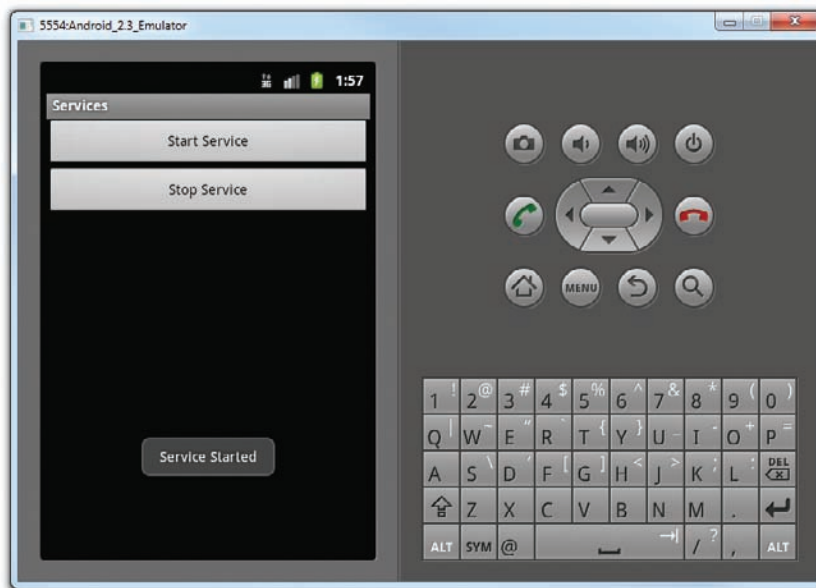 5554:Android_2.3_Emulator
3G 1:57
Services
Start Service
Stop Service
Service Started
MENU
1 ! 2 @ 3 # 4 $ 5 % 6 ^ 7 & 8 * 9 ( 0 )
Q | W ~ E " R ` T { Y } U _ I - O + P =
A S \ D ' F [ G ] H < J > K ; L : DEL
Z X C V B N M .
ALT SYM @ / ? , ALT